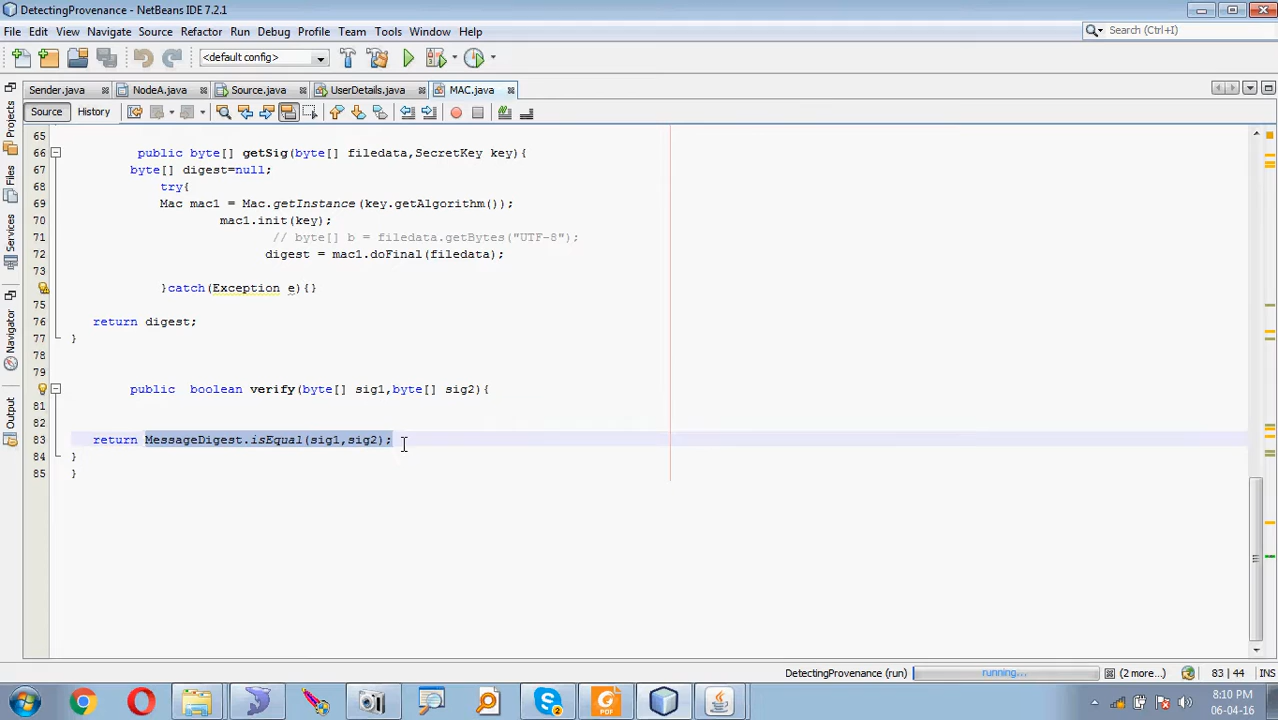 DetectingProvenance - NetBeans IDE 7.2.1
File Edit View Navigate Source Refactor Run Debug Profile Team Tools Window Help
Search (Ctrl+I)
<default config>
Sender.java NodeA.java Source.java UserDetails.java MAC.java
Source History
Projects
Files
Services
Navigator
Output
65
66 public byte[] getSig(byte[] filedata,SecretKey key){
67 byte[] digest=null;
68 try{
69 Mac mac1 = Mac.getInstance(key.getAlgorithm());
70 mac1.init(key);
71 // byte[] b = filedata.getBytes("UTF-8");
72 digest = mac1.doFinal(filedata);
73
}catch(Exception e){}
75
76 return digest;
77 }
78
79
public boolean verify(byte[] sig1,byte[] sig2){
81
82
83 return MessageDigest.isEqual(sig1,sig2);
84 }
85 }
DetectingProvenance (run) running... (2 more...) 83 | 44 INS
8:10 PM
06-04-16